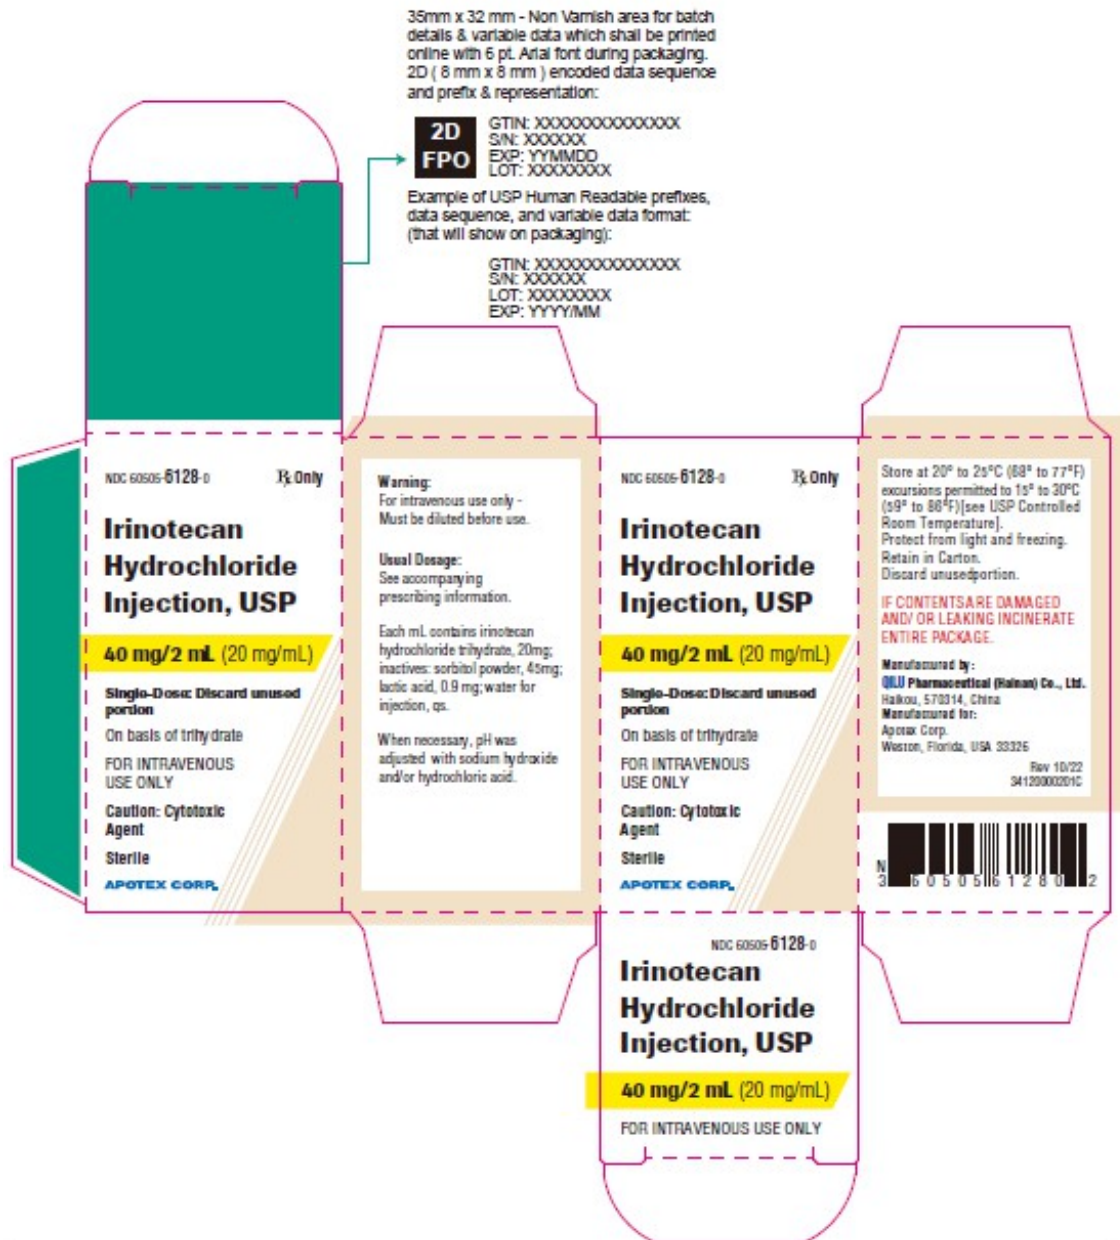 35mm x 32 mm - Non Varnish area for batch
details & variable data which shall be printed
online with 6 pt. Arial font during packaging.
2D ( 8 mm x 8 mm ) encoded data sequence
and prefix & representation:
2D
FPO
GTIN: XXXXXXXXXXXXXX
S/N: XXXXXX
EXP: YYMMDD
LOT: XXXXXXXX
Example of USP Human Readable prefixes,
data sequence, and variable data format:
(that will show on packaging):
GTIN: XXXXXXXXXXXXXX
S/N: XXXXXX
LOT: XXXXXXXX
EXP: YYYY/MM
NDC 60505-6128-0 Rx Only
Irinotecan
Hydrochloride
Injection, USP
40 mg/2 mL (20 mg/mL)
Single-Dose: Discard unused
portion
On basis of trihydrate
FOR INTRAVENOUS
USE ONLY
Caution: Cytotoxic
Agent
Sterile
APOTEX CORP.
Warning:
For intravenous use only -
Must be diluted before use.
Usual Dosage:
See accompanying
prescribing information.
Each mL contains irinotecan
hydrochloride trihydrate, 20mg;
inactives: sorbitol powder, 45mg;
lactic acid, 0.9 mg; water for
injection, qs.
When necessary, pH was
adjusted with sodium hydroxide
and/or hydrochloric acid.
NDC 60505-6128-0 Rx Only
Irinotecan
Hydrochloride
Injection, USP
40 mg/2 mL (20 mg/mL)
Single-Dose: Discard unused
portion
On basis of trihydrate
FOR INTRAVENOUS
USE ONLY
Caution: Cytotoxic
Agent
Sterile
APOTEX CORP.
Store at 20° to 25°C (68° to 77°F)
excursions permitted to 15° to 30°C
(59° to 86°F)[see USP Controlled
Room Temperature].
Protect from light and freezing.
Retain in Carton.
Discard unusedportion.
IF CONTENTS ARE DAMAGED
AND/ OR LEAKING INCINERATE
ENTIRE PACKAGE.
Manufactured by:
QILU Pharmaceutical (Hainan) Co., Ltd.
Haikou, 570314, China
Manufactured for:
Apotex Corp.
Weston, Florida, USA 33326
Rev 10/22
34120000201C
N
3 60505 61280 2
NDC 60505-6128-0
Irinotecan
Hydrochloride
Injection, USP
40 mg/2 mL (20 mg/mL)
FOR INTRAVENOUS USE ONLY